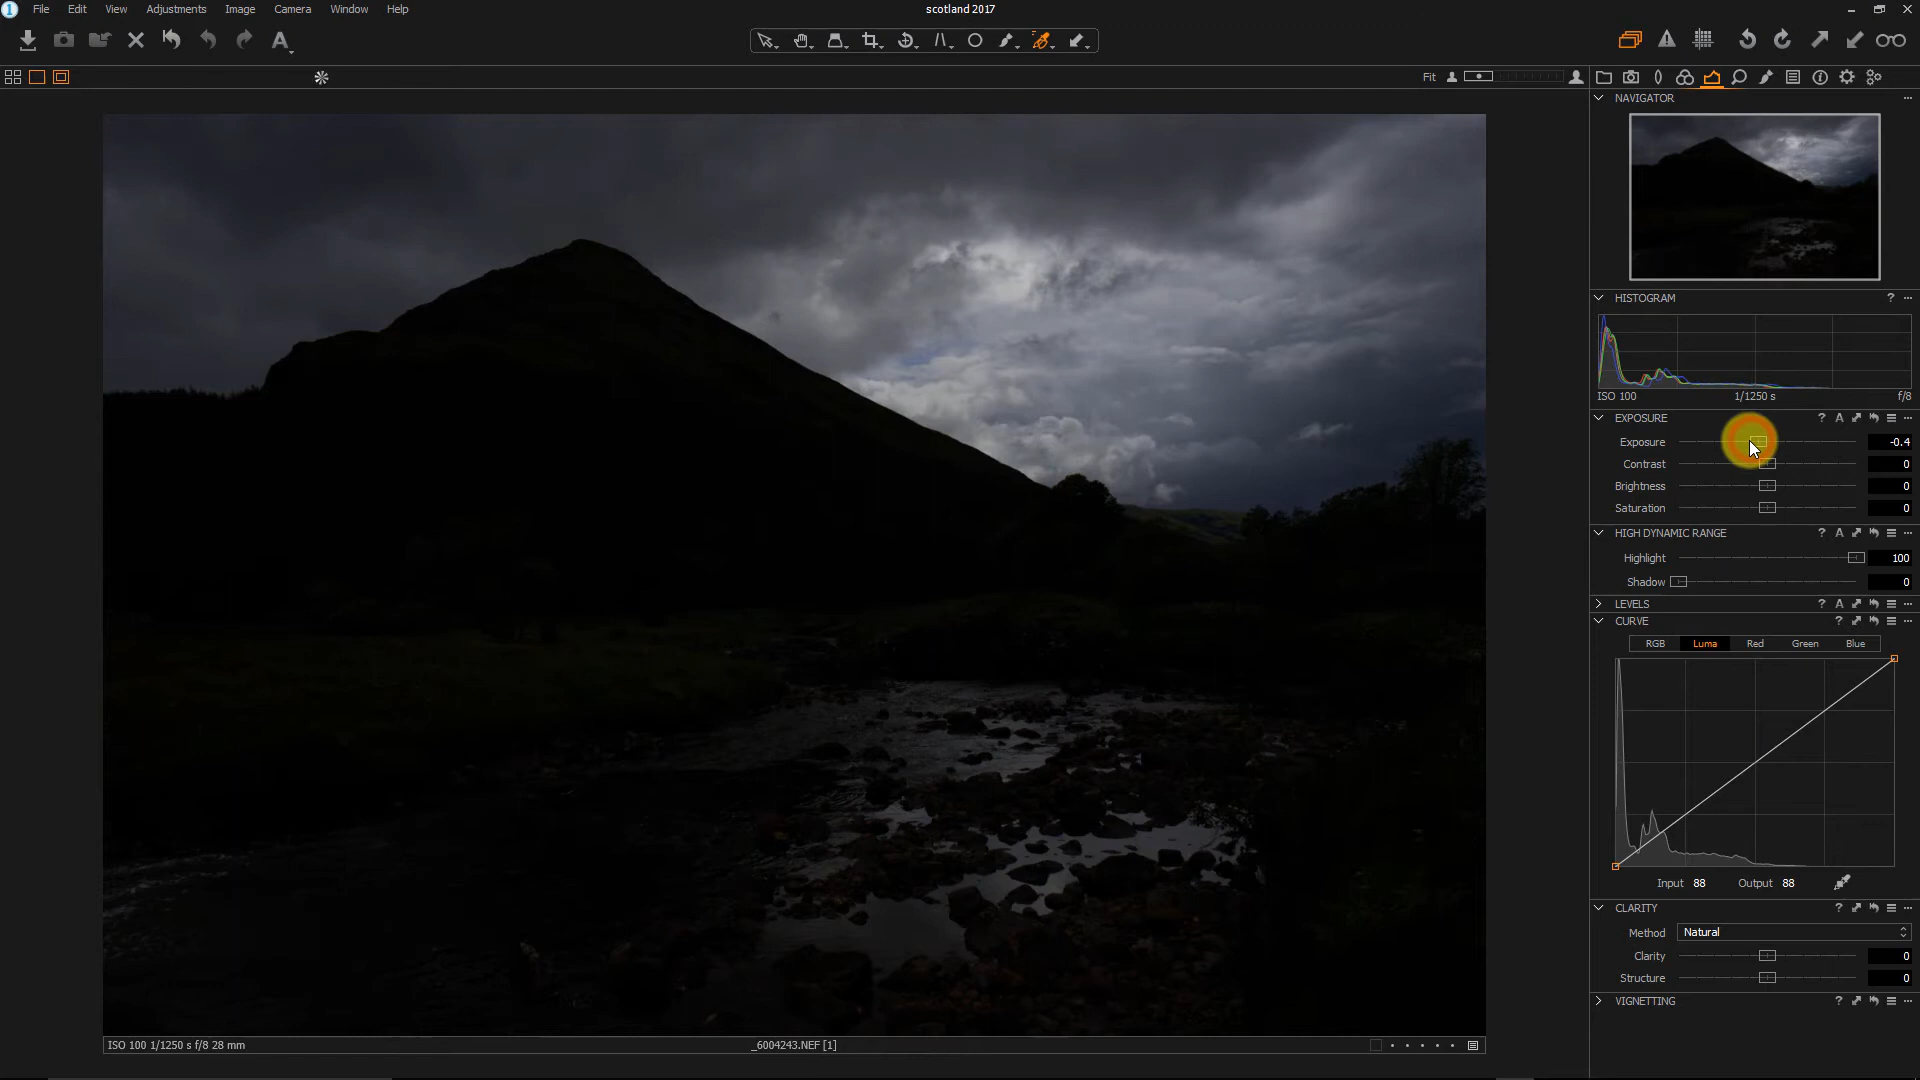 1 File Edit View Adjustments Image Camera Window Help
scotland 2017
A
Fit
NAVIGATOR
HISTOGRAM ?
ISO 100 1/1250 s f/8
EXPOSURE ? A
Exposure -0.4
Contrast 0
Brightness 0
Saturation 0
HIGH DYNAMIC RANGE ? A
Highlight 100
Shadow 0
LEVELS ? A
CURVE ?
RGB Luma Red Green Blue
Input 88 Output 88
CLARITY ?
Method Natural
Clarity 0
Structure 0
VIGNETTING ?
ISO 100 1/1250 s f/8 28 mm _6004243.NEF [1]